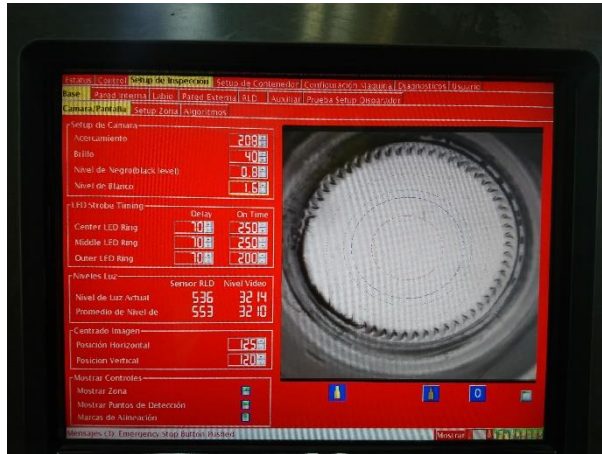 Estatus Control Setup de Inspección Setup de Contenedor Configuración Maquina Diagnosticos Usuario
Base Pared Interna Labio Pared Externa RLD Auxiliar Prueba Setup Disparador
Camara/Pantalla Setup Zona Algoritmos
Setup de Camara
Acercamiento 208
Brillo 40
Nivel de Negro(black level) 0.8
Nivel de Blanco 1.6
LED Strobe Timing
Delay On Time
Center LED Ring 70 250
Middle LED Ring 70 250
Outer LED Ring 70 200
Niveles Luz
Sensor RLD Nivel Video
Nivel de Luz Actual 536 3214
Promedio de Nivel de 553 3210
Centrado Imagen
Posición Horizontal 125
Posicion Vertical 120
Mostrar Controles
Mostrar Zona
Mostrar Puntos de Detección
Marcas de Alineación
0
Mensajes (1): Emergency Stop Button Pushed
Mostrar